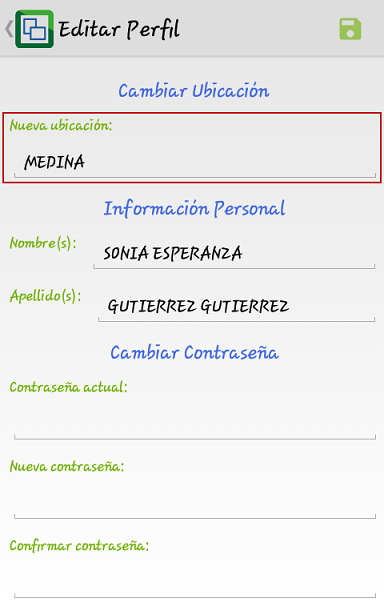 Editar Perfil
Cambiar Ubicación
Nueva ubicación:
MEDINA
Información Personal
Nombre(s): SONIA ESPERANZA
Apellido(s): GUTIERREZ GUTIERREZ
Cambiar Contraseña
Contraseña actual:
Nueva contraseña:
Confirmar contraseña: